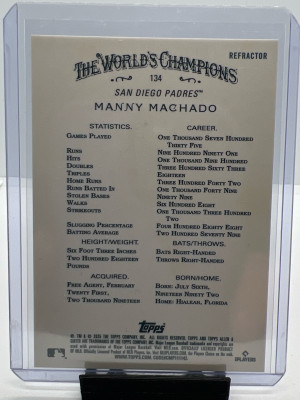 REFRACTOR
THE WORLD'S CHAMPIONS
134
SAN DIEGO PADRES™
MANNY MACHADO
STATISTICS. CAREER.
GAMES PLAYED ONE THOUSAND SEVEN HUNDRED
THIRTY FIVE
RUNS NINE HUNDRED NINETY ONE
HITS ONE THOUSAND NINE HUNDRED
DOUBLES THREE HUNDRED SIXTY THREE
TRIPLES EIGHTEEN
HOME RUNS THREE HUNDRED FORTY TWO
RUNS BATTED IN ONE THOUSAND FORTY NINE
STOLEN BASES NINETY ONE
WALKS SIX HUNDRED EIGHT
STRIKEOUTS ONE THOUSAND THREE HUNDRED
TWO
SLUGGING PERCENTAGE FOUR HUNDRED EIGHTY EIGHT
BATTING AVERAGE TWO HUNDRED SEVENTY NINE
HEIGHT/WEIGHT. BATS/THROWS.
SIX FOOT THREE INCHES BATS RIGHT-HANDED
TWO HUNDRED EIGHTEEN THROWS RIGHT-HANDED
POUNDS
ACQUIRED. BORN/HOME.
FREE AGENT, FEBRUARY BORN: JULY SIXTH,
TWENTY FIRST, NINETEEN NINETY TWO
TWO THOUSAND NINETEEN HOME: HIALEAH, FLORIDA
Topps
PLAYERS